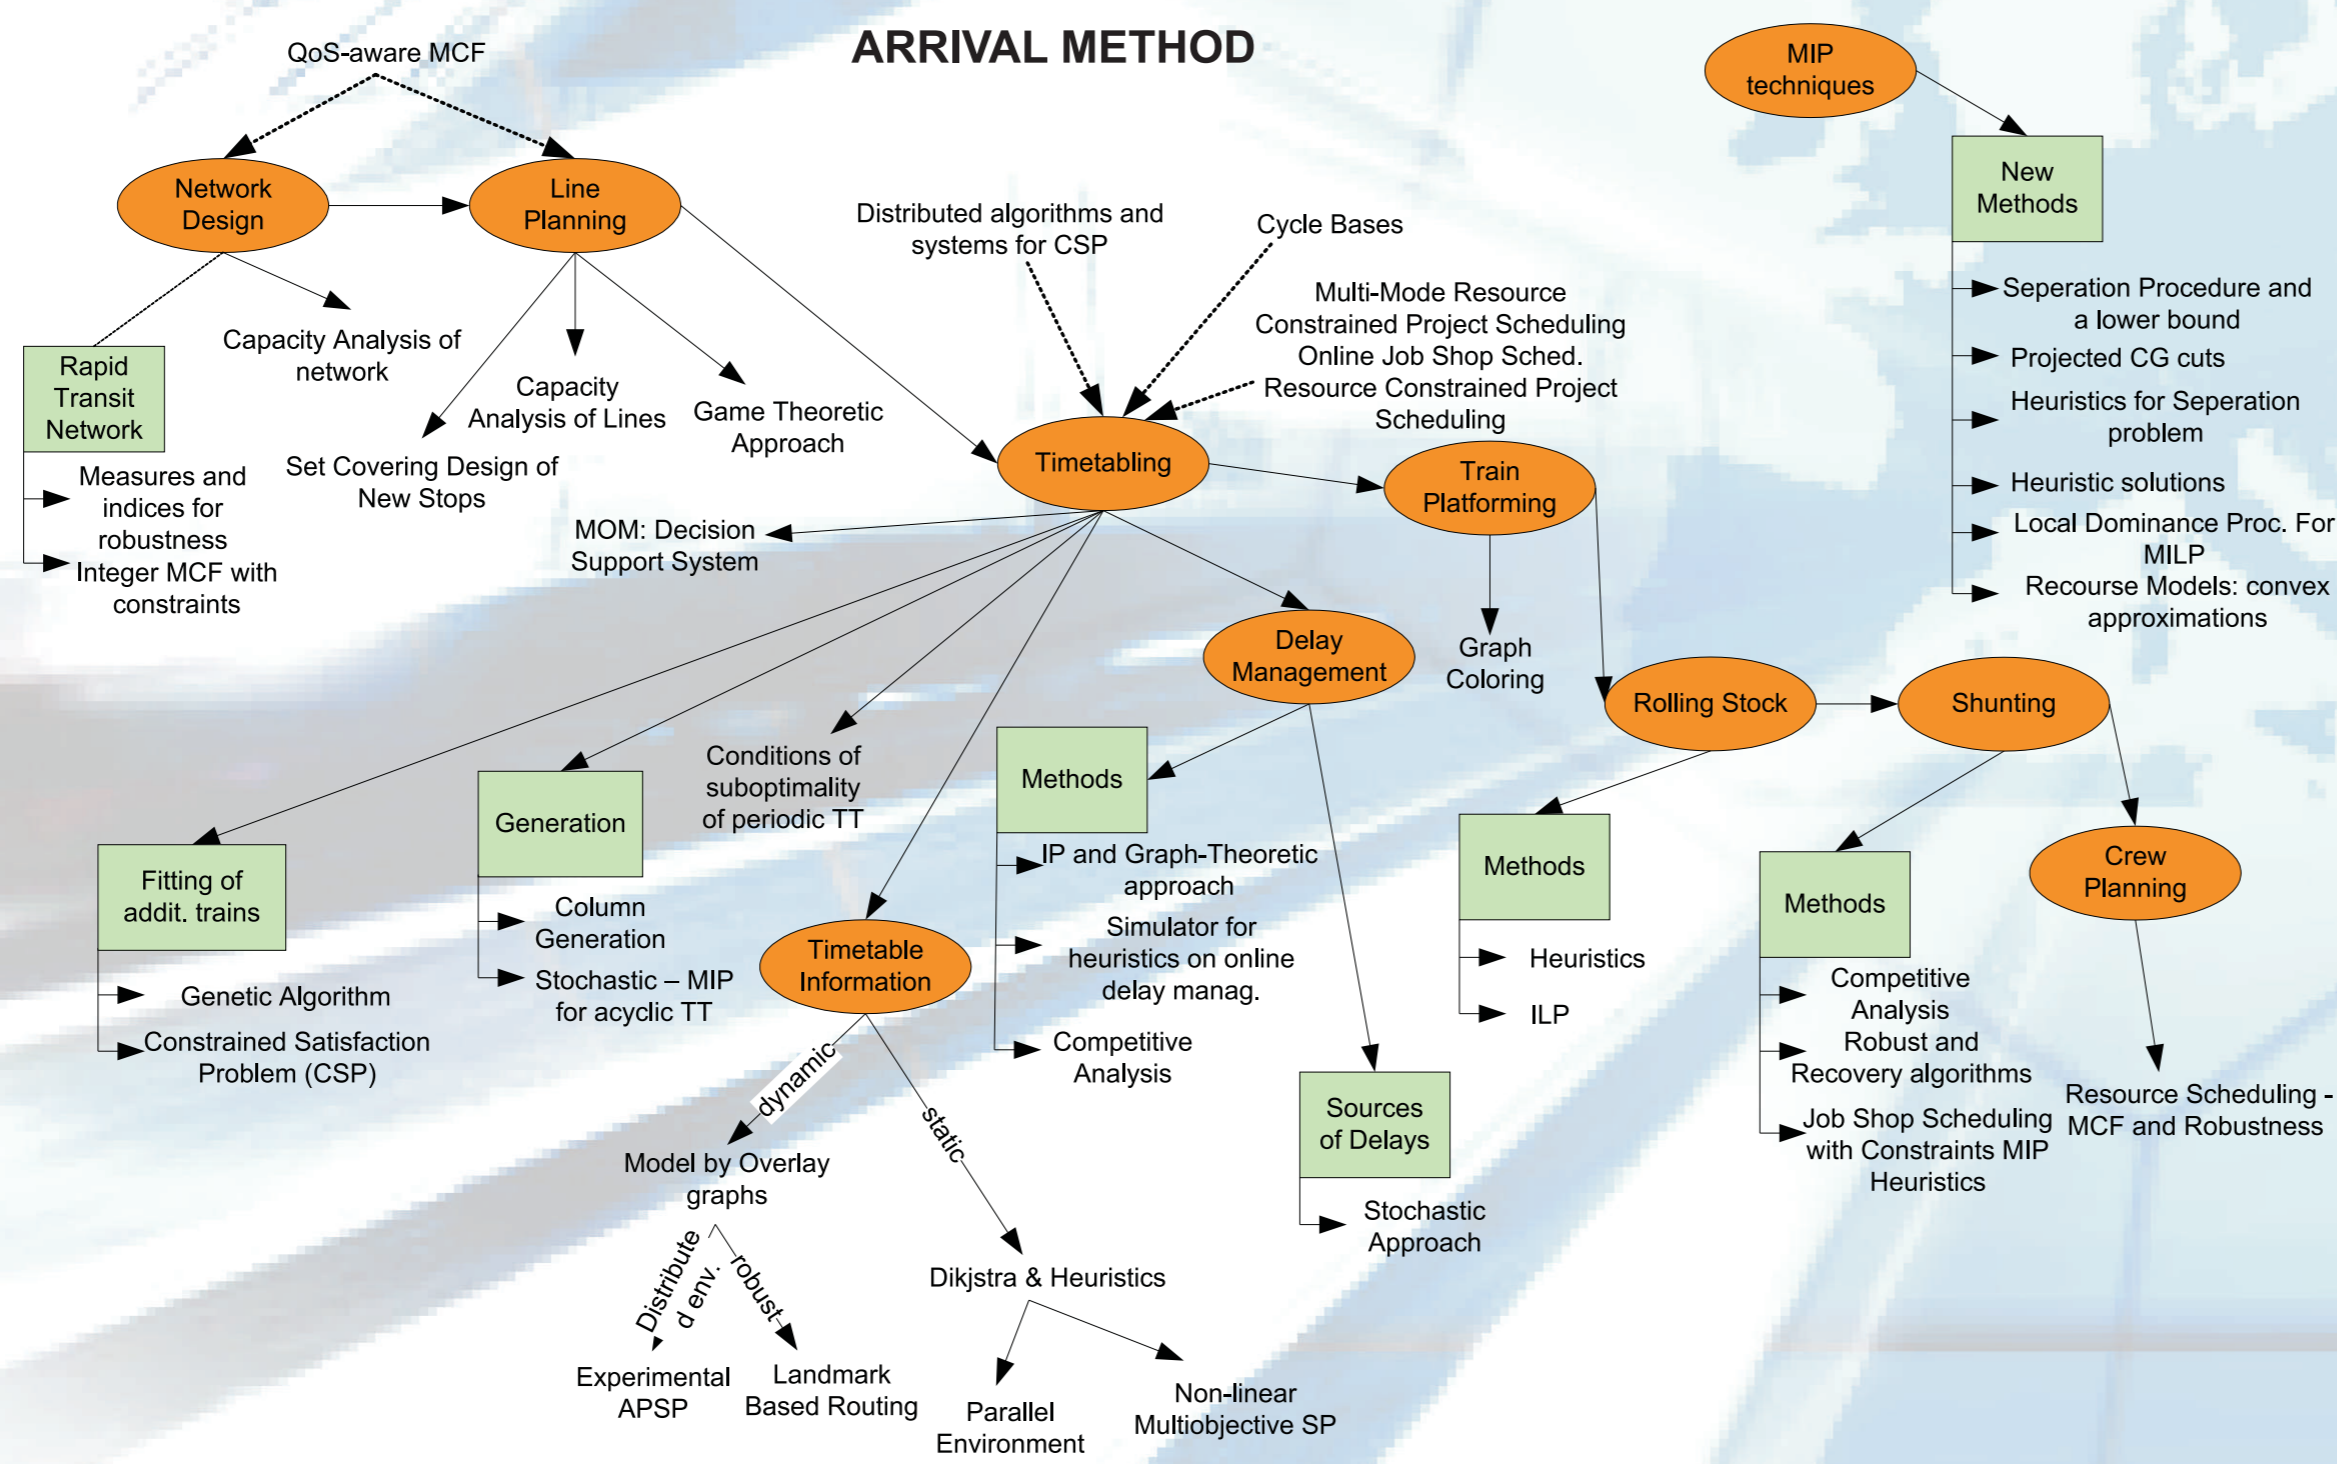 ARRIVAL METHOD
QoS-aware MCF
MIP
techniques
Network
Design
Line
Planning
New
Methods
Distributed algorithms and
systems for CSP
Cycle Bases
Multi-Mode Resource
Constrained Project Scheduling
Online Job Shop Sched.
Resource Constrained Project
Scheduling
Seperation Procedure and
a lower bound
Projected CG cuts
Heuristics for Seperation
problem
Heuristic solutions
Local Dominance Proc. For
MILP
Recourse Models: convex
approximations
Rapid
Transit
Network
Measures and
indices for
robustness
Integer MCF with
constraints
Capacity Analysis of
network
Capacity
Analysis of Lines
Game Theoretic
Approach
Set Covering Design of
New Stops
Timetabling
Train
Platforming
MOM: Decision
Support System
Delay
Management
Graph
Coloring
Rolling Stock
Shunting
Conditions of
suboptimality
of periodic TT
Methods
Generation
Fitting of
addit. trains
Column
Generation
Stochastic – MIP
for acyclic TT
Genetic Algorithm
Constrained Satisfaction
Problem (CSP)
Timetable
Information
IP and Graph-Theoretic
approach
Simulator for
heuristics on online
delay manag.
Competitive
Analysis
Methods
Heuristics
ILP
Methods
Competitive
Analysis
Robust and
Recovery algorithms
Job Shop Scheduling
with Constraints MIP
Heuristics
Crew
Planning
Resource Scheduling -
MCF and Robustness
Sources
of Delays
Stochastic
Approach
dynamic
static
Model by Overlay
graphs
Distribute
d env.
robust
Experimental
APSP
Landmark
Based Routing
Dikjstra & Heuristics
Parallel
Environment
Non-linear
Multiobjective SP